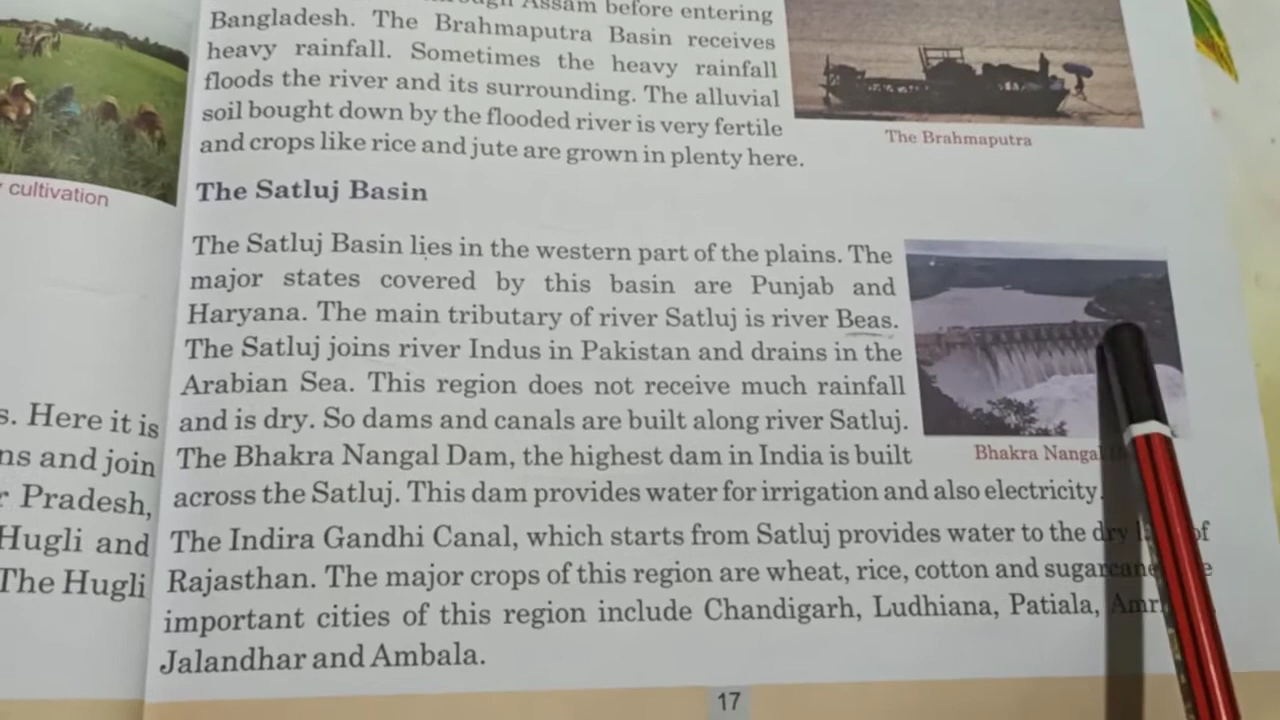 cultivation
s. Here it is
ns and join
r Pradesh,
Hugli and
The Hugli
Assam before entering
Bangladesh. The Brahmaputra Basin receives
heavy rainfall. Sometimes the heavy rainfall
floods the river and its surrounding. The alluvial
soil bought down by the flooded river is very fertile
and crops like rice and jute are grown in plenty here.
The Brahmaputra
The Satluj Basin
The Satluj Basin lies in the western part of the plains. The
major states covered by this basin are Punjab and
Haryana. The main tributary of river Satluj is river Beas.
The Satluj joins river Indus in Pakistan and drains in the
Arabian Sea. This region does not receive much rainfall
and is dry. So dams and canals are built along river Satluj.
The Bhakra Nangal Dam, the highest dam in India is built
across the Satluj. This dam provides water for irrigation and also electricity.
Bhakra Nangal
The Indira Gandhi Canal, which starts from Satluj provides water to the dry of
Rajasthan. The major crops of this region are wheat, rice, cotton and sugarcane
important cities of this region include Chandigarh, Ludhiana, Patiala,
Jalandhar and Ambala.
17